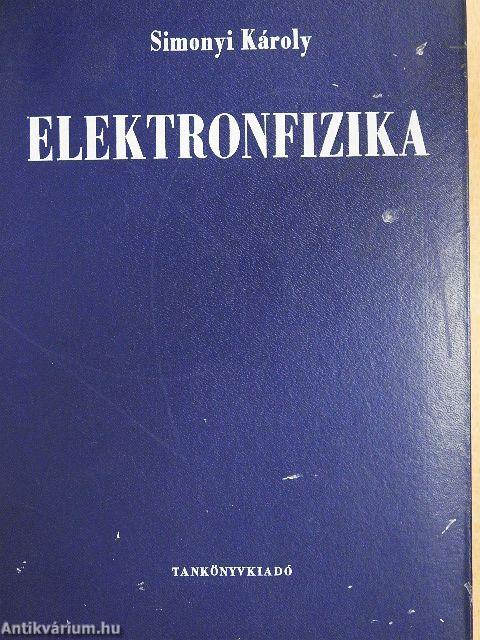 Simonyi Károly
ELEKTRONFIZIKA
TANKÖNYVKIADÓ
Antikvárium.hu